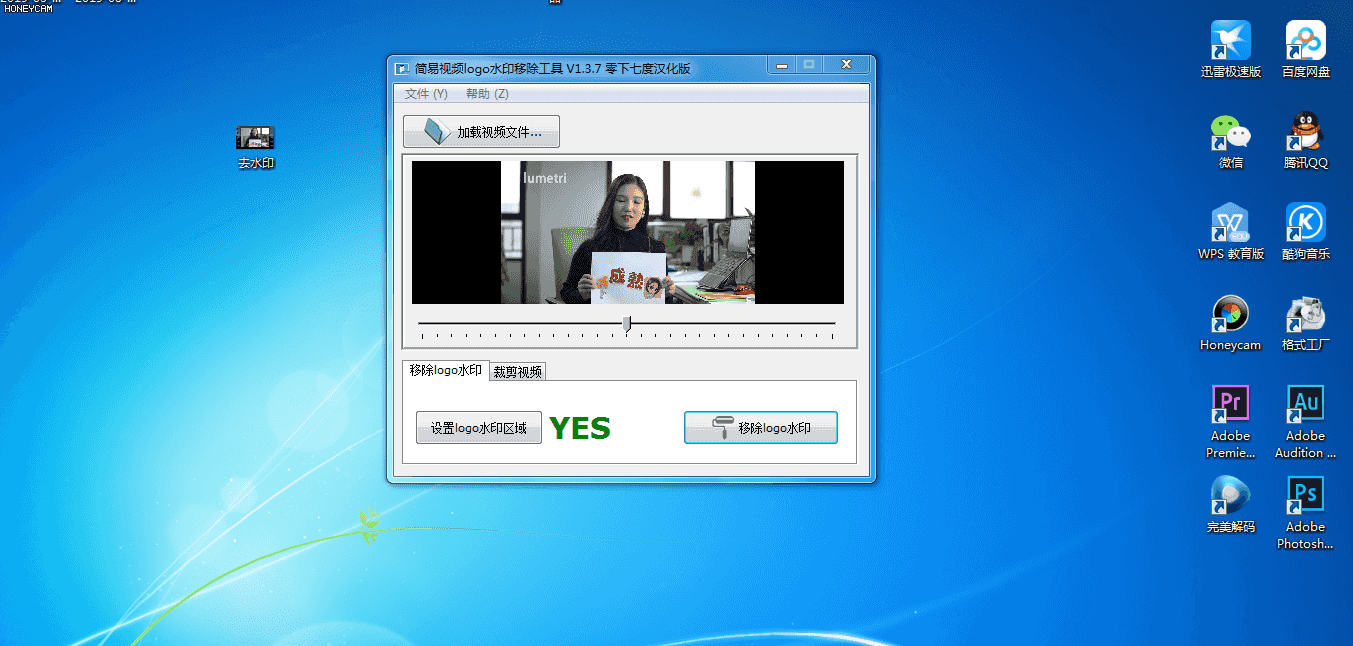 HONEYCAM
简易视频logo水印移除工具 V1.3.7 零下七度汉化版
文件 (Y) 帮助 (Z)
加载视频文件...
lumetri
成熟
移除logo水印 裁剪视频
设置logo水印区域 YES 移除logo水印
去水印
迅雷极速版 百度网盘
微信 腾讯QQ
WPS 教育版 酷狗音乐
Honeycam 格式工厂
Pr Au
Adobe Premie... Adobe Audition ...
Ps
完美解码 Adobe Photosh...